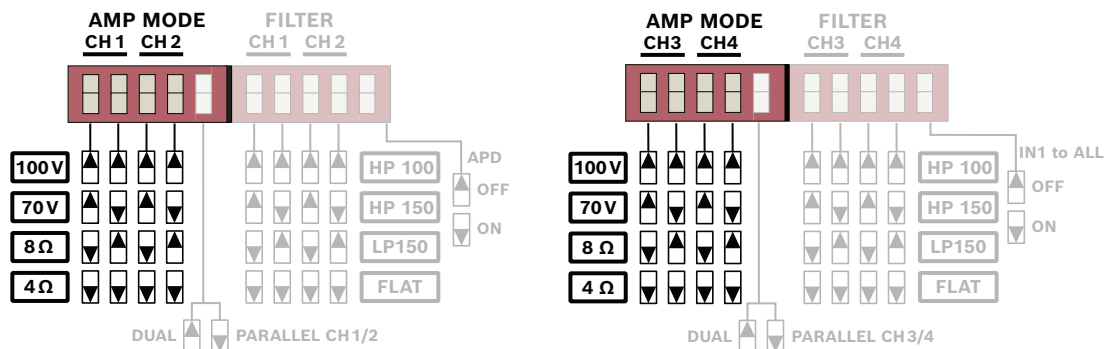 AMP MODE FILTER
CH 1 CH 2 CH 1 CH 2
100 V HP 100
70 V HP 150
8 Ω LP150
4 Ω FLAT
APD
OFF
ON
DUAL PARALLEL CH 1/2
AMP MODE FILTER
CH3 CH4 CH3 CH4
100 V HP 100
70 V HP 150
8 Ω LP150
4 Ω FLAT
IN1 to ALL
OFF
ON
DUAL PARALLEL CH 3/4